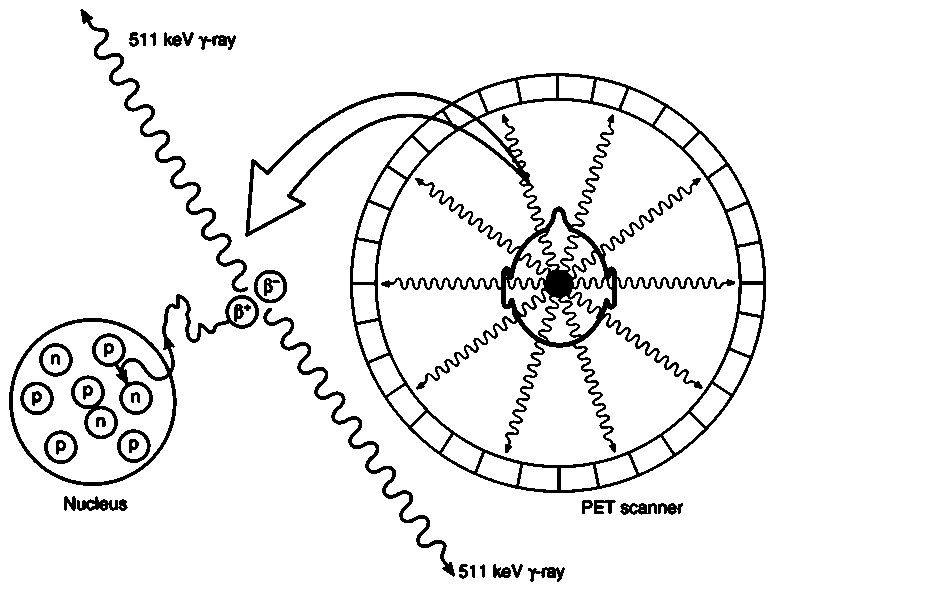 511 keV γ-ray
β−
β+
p
n
p
p
n
n
p
p
Nucleus
PET scanner
511 keV γ-ray